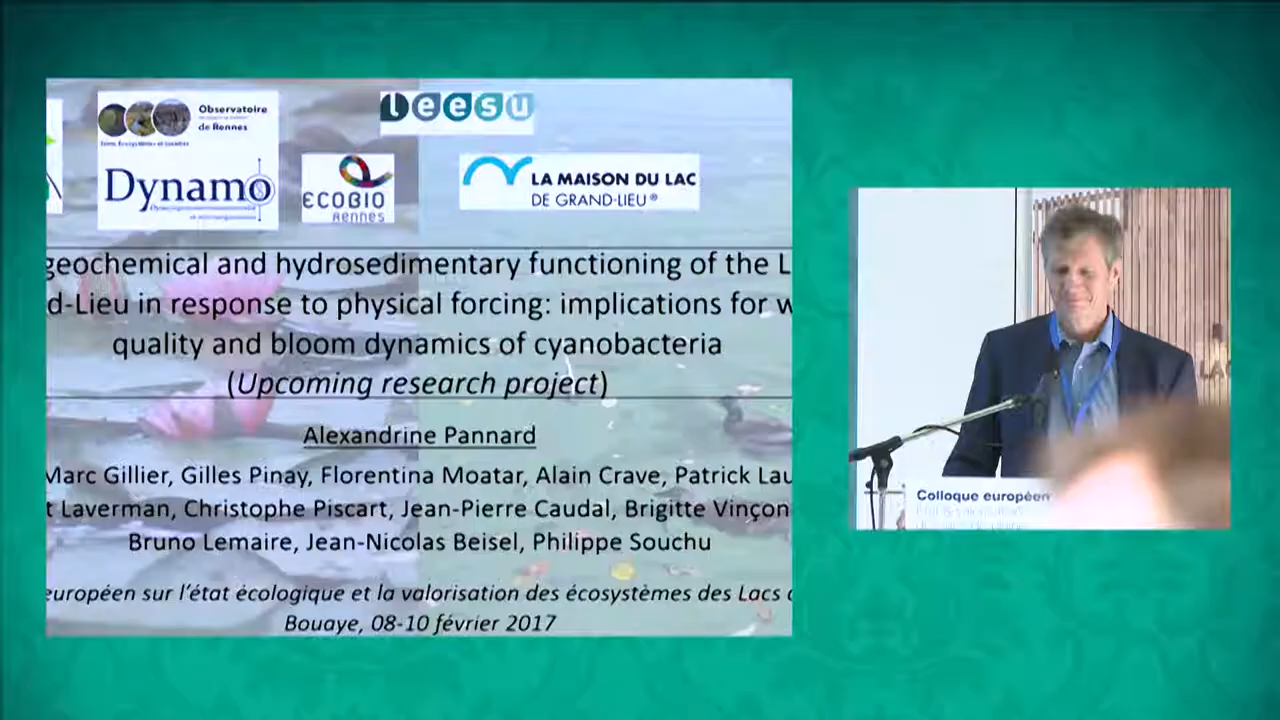 Observatoire
de Rennes
Dynamo
ECOBIO
RENNES
Leesu
LA MAISON DU LAC
DE GRAND-LIEU®
geochemical and hydrosedimentary functioning of the L
d-Lieu in response to physical forcing: implications for w
quality and bloom dynamics of cyanobacteria
(Upcoming research project)
Alexandrine Pannard
Marc Gillier, Gilles Pinay, Florentina Moatar, Alain Crave, Patrick Lau
t Laverman, Christophe Piscart, Jean-Pierre Caudal, Brigitte Vinçon
Bruno Lemaire, Jean-Nicolas Beisel, Philippe Souchu
européen sur l'état écologique et la valorisation des écosystèmes des Lacs
Bouaye, 08-10 février 2017
Colloque européen